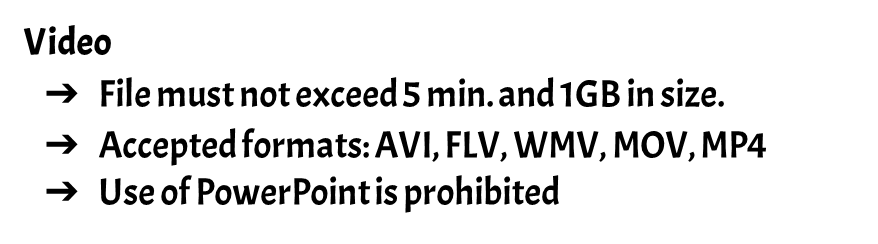 Video
➔ File must not exceed 5 min. and 1GB in size.
➔ Accepted formats: AVI, FLV, WMV, MOV, MP4
➔ Use of PowerPoint is prohibited